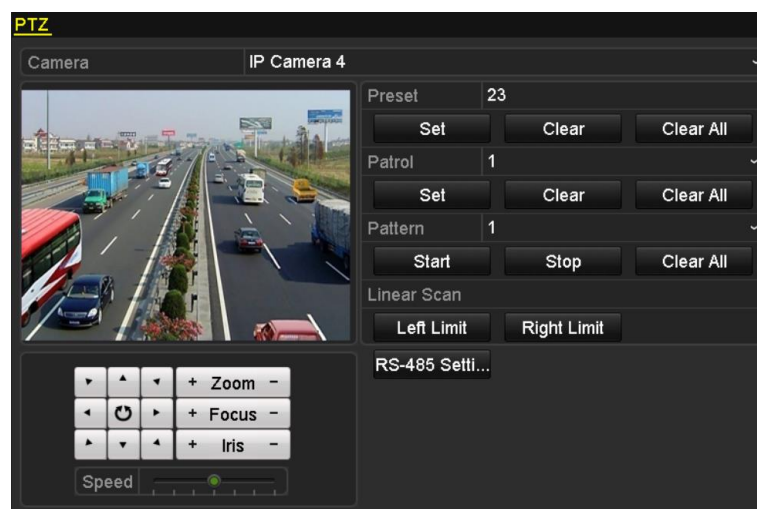 PTZ
Camera IP Camera 4
Preset 23
Set Clear Clear All
Patrol 1
Set Clear Clear All
Pattern 1
Start Stop Clear All
Linear Scan
Left Limit Right Limit
RS-485 Setti...
+ Zoom -
+ Focus -
+ Iris -
Speed